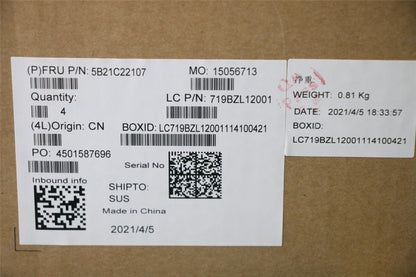 (P)FRU P/N: 5B21C22107
MO: 15056713
Quantity:
4
LC P/N: 719BZL12001
(4L)Origin: CN
BOXID: LC719BZL12001114100421
PO: 4501587696
Serial No
Inbound info
SHIPTO:
SUS
Made in China
2021/4/5
净重:
WEIGHT: 0.81 Kg
DATE: 2021/4/5 18:33:57
BOXID:
LC719BZL12001114100421